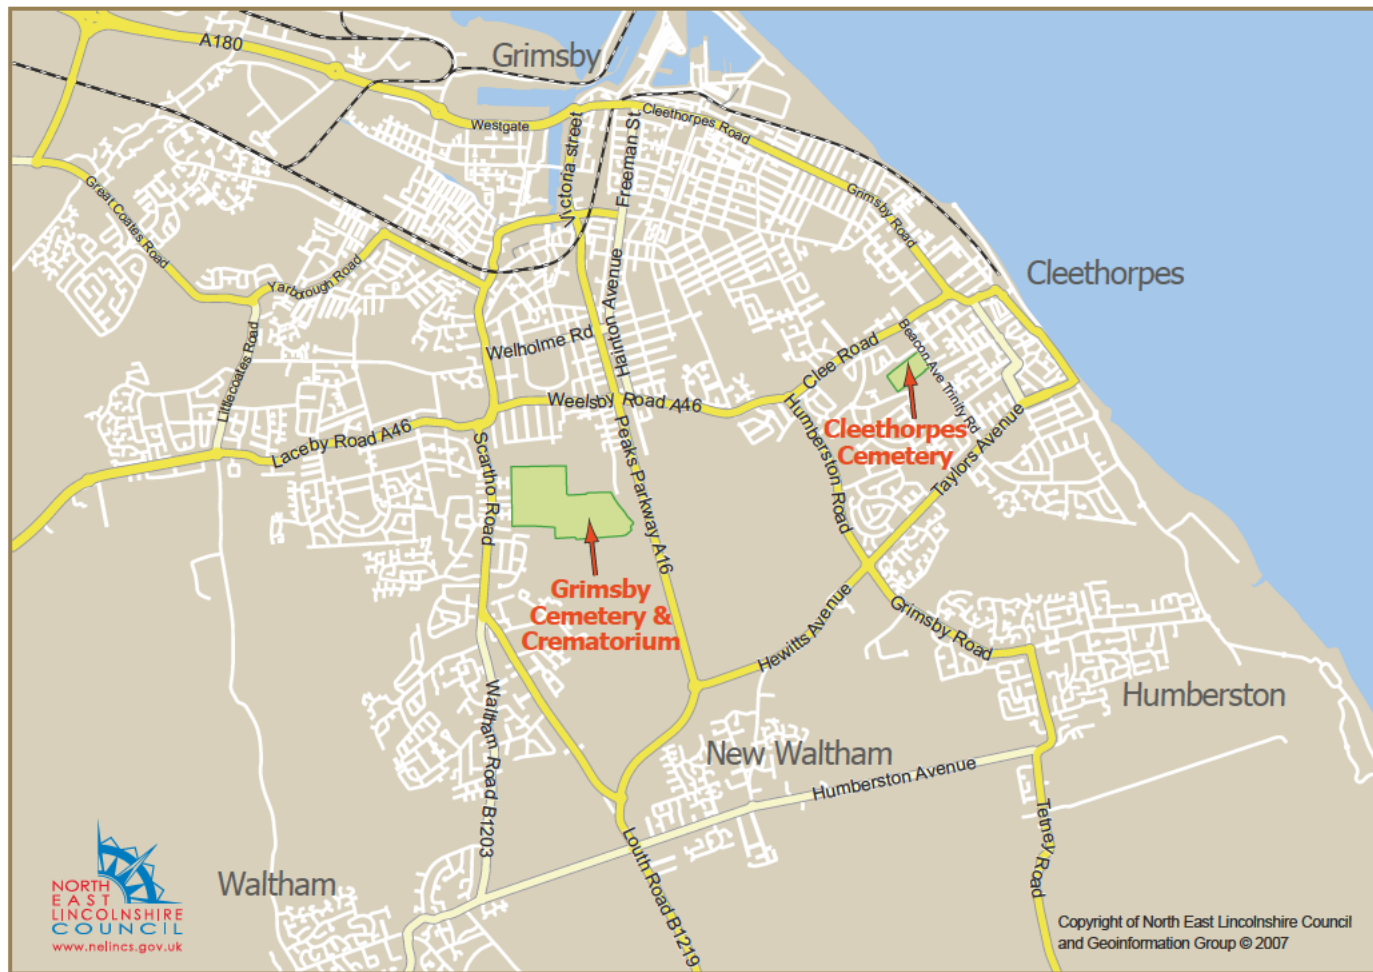 A180
Grimsby
Westgate
Victoria street
Freeman St
Cleethorpes Road
Great Coates Road
Grimsby Road
Yarborough Road
Cleethorpes
Littlecoates Road
Welholme Rd
Hainton Avenue
Clee Road
Beacon Ave
Trinity Rd
Weelsby Road A46
Laceby Road A46
Scartho Road
Peaks Parkway A16
Humberston Road
Cleethorpes
Cemetery
Taylors Avenue
Grimsby
Cemetery &
Crematorium
Hewitts Avenue
Grimsby Road
Humberston
Waltham Road B1203
New Waltham
Humberston Avenue
Louth Road B1219
Tetney Road
Waltham
NORTH
EAST
LINCOLNSHIRE
COUNCIL
www.nelincs.gov.uk
Copyright of North East Lincolnshire Council
and Geoinformation Group © 2007